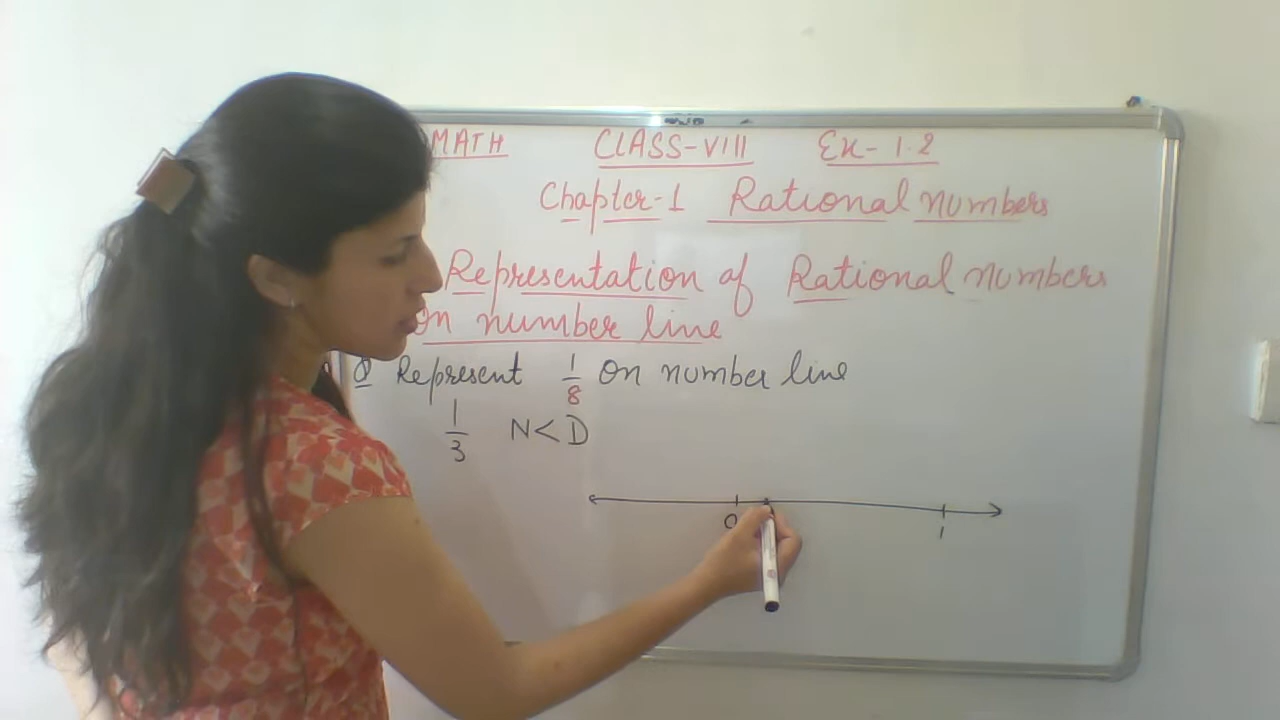 MATH CLASS-VIII Ex-1.2
Chapter-1 Rational numbers
Representation of Rational numbers
on number line
Q Represent 1/8 on number line
1/3 N<D
0 1